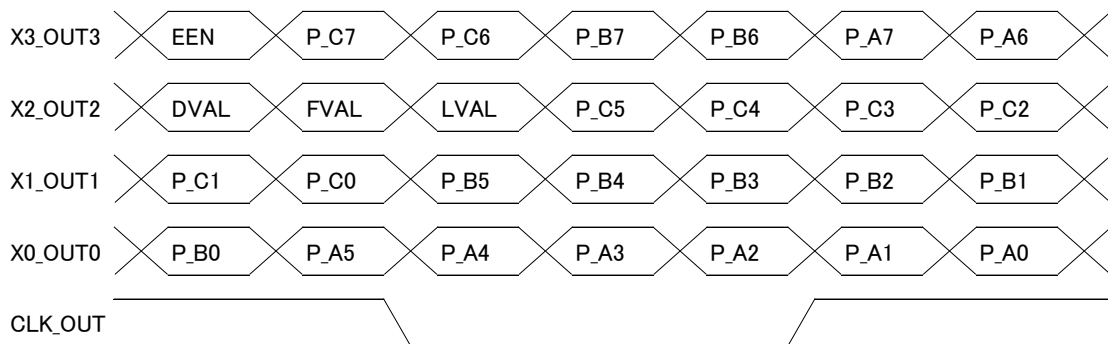 X3_OUT3 EEN P_C7 P_C6 P_B7 P_B6 P_A7 P_A6
X2_OUT2 DVAL FVAL LVAL P_C5 P_C4 P_C3 P_C2
X1_OUT1 P_C1 P_C0 P_B5 P_B4 P_B3 P_B2 P_B1
X0_OUT0 P_B0 P_A5 P_A4 P_A3 P_A2 P_A1 P_A0
CLK_OUT